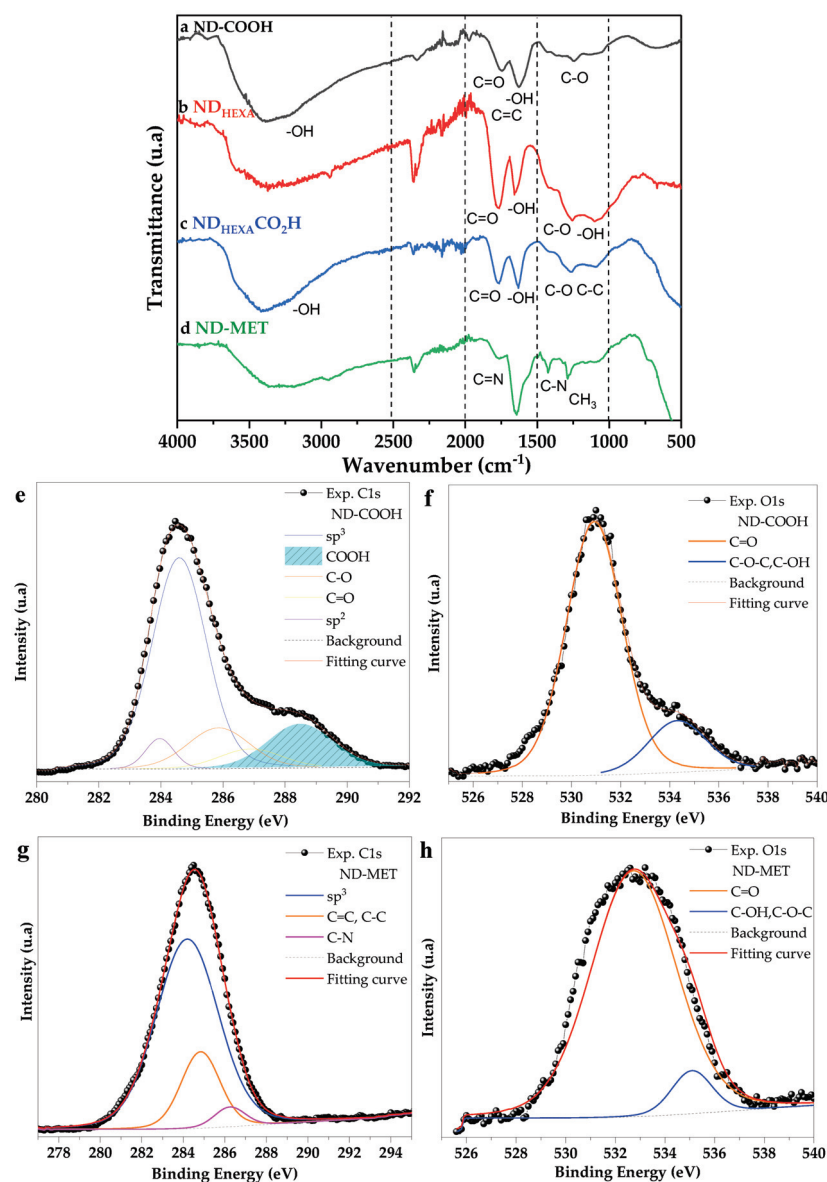 a ND-COOH
C=O
-OH
C-O
-OH
b NDHEXA
C=C
C=O
-OH
C-O
-OH
c NDHEXACO2H
-OH
C=O
-OH
C-O C-C
d ND-MET
C=N
C-N
CH3
Transmittance (u.a)
4000 3500 3000 2500 2000 1500 1000 500
Wavenumber (cm-1)
e
Exp. C1s
ND-COOH
sp3
COOH
C-O
C=O
sp2
Background
Fitting curve
Intensity (u.a)
280 282 284 286 288 290 292
Binding Energy (eV)
f
Exp. O1s
ND-COOH
C=O
C-O-C,C-OH
Background
Fitting curve
Intensity (u.a)
526 528 530 532 534 536 538 540
Binding Energy (eV)
g
Exp. C1s
ND-MET
sp3
C=C, C-C
C-N
Background
Fitting curve
Intensity (u.a)
278 280 282 284 286 288 290 292 294
Binding Energy (eV)
h
Exp. O1s
ND-MET
C=O
C-OH,C-O-C
Background
Fitting curve
Intensity (u.a)
526 528 530 532 534 536 538 540
Binding Energy (eV)